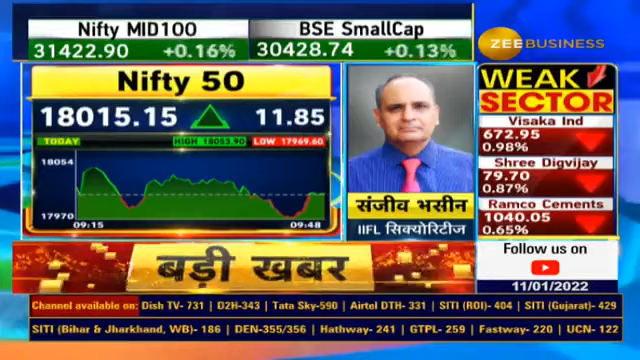 Nifty MID100
31422.90 +0.16%
BSE SmallCap
30428.74 +0.13%
ZEE BUSINESS
Nifty 50
18015.15 11.85
TODAY HIGH 18053.90 LOW 17969.60
18054
17970
09:15 09:48
संजीव भसीन
IIFL सिक्योरिटीज
WEAK
SECTOR
Visaka Ind
672.95
0.98%
Shree Digvijay
79.70
0.87%
Ramco Cements
1040.05
0.65%
बड़ी खबर
Follow us on
11/01/2022
Channel available on: Dish TV- 731 | D2H-343 | Tata Sky-590 | Airtel DTH- 331 | SITI (ROI)- 404 | SITI (Gujarat)- 429
SITI (Bihar & Jharkhand, WB)- 186 | DEN-355/356 | Hathway- 241 | GTPL- 259 | Fastway- 220 | UCN- 122